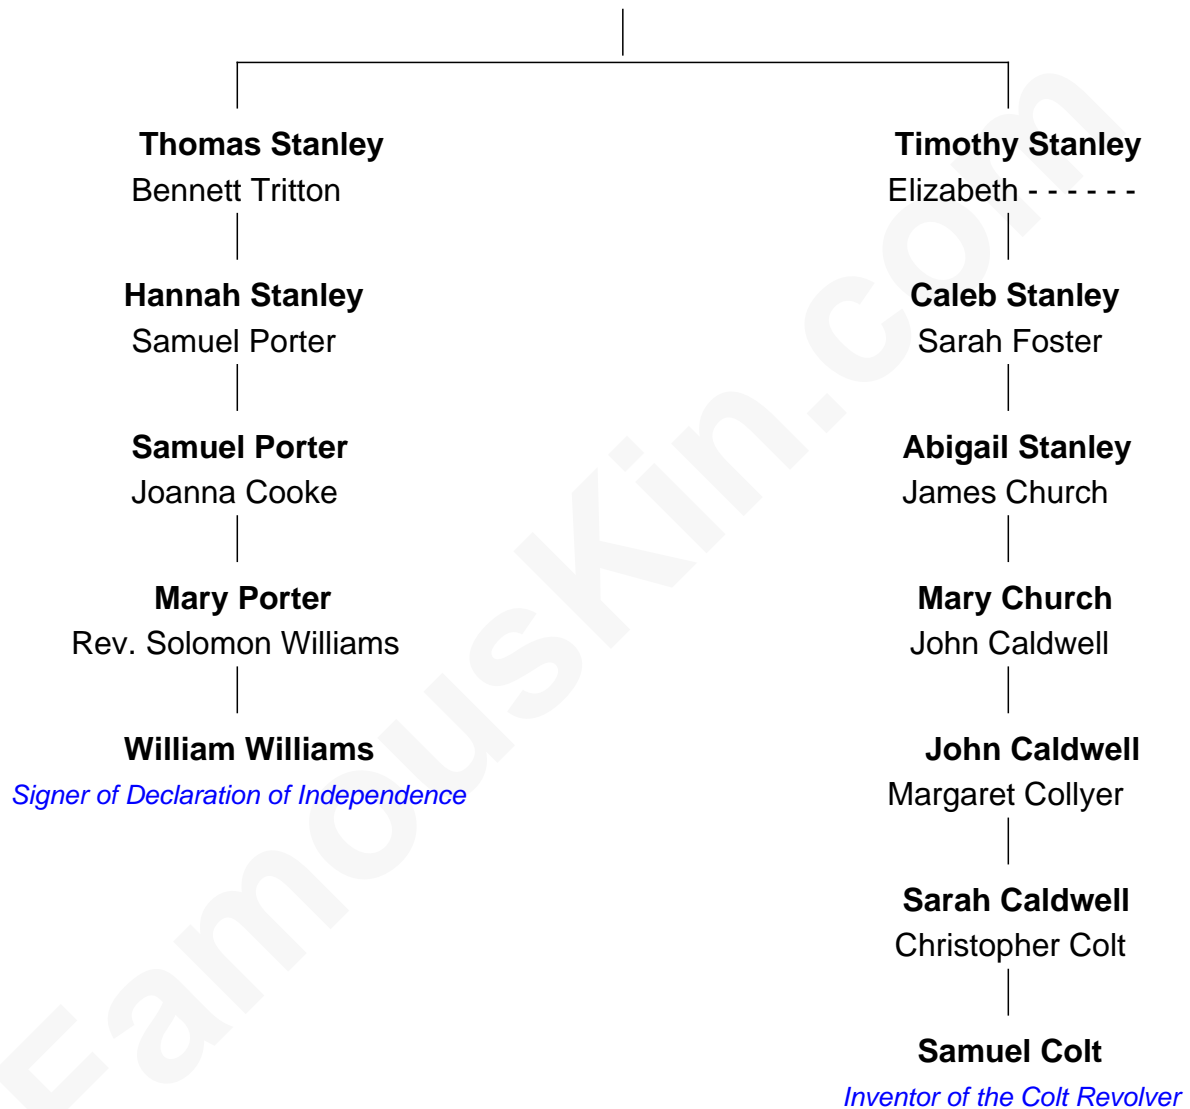 Thomas Stanley
Bennett Tritton
Hannah Stanley
Samuel Porter
Samuel Porter
Joanna Cooke
Mary Porter
Rev. Solomon Williams
William Williams
Signer of Declaration of Independence
Timothy Stanley
Elizabeth - - - - - -
Caleb Stanley
Sarah Foster
Abigail Stanley
James Church
Mary Church
John Caldwell
John Caldwell
Margaret Collyer
Sarah Caldwell
Christopher Colt
Samuel Colt
Inventor of the Colt Revolver
FamousKin.com